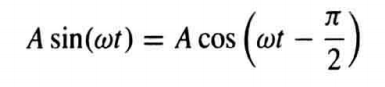 A sin(ωt) = A cos (ωt − π/2)